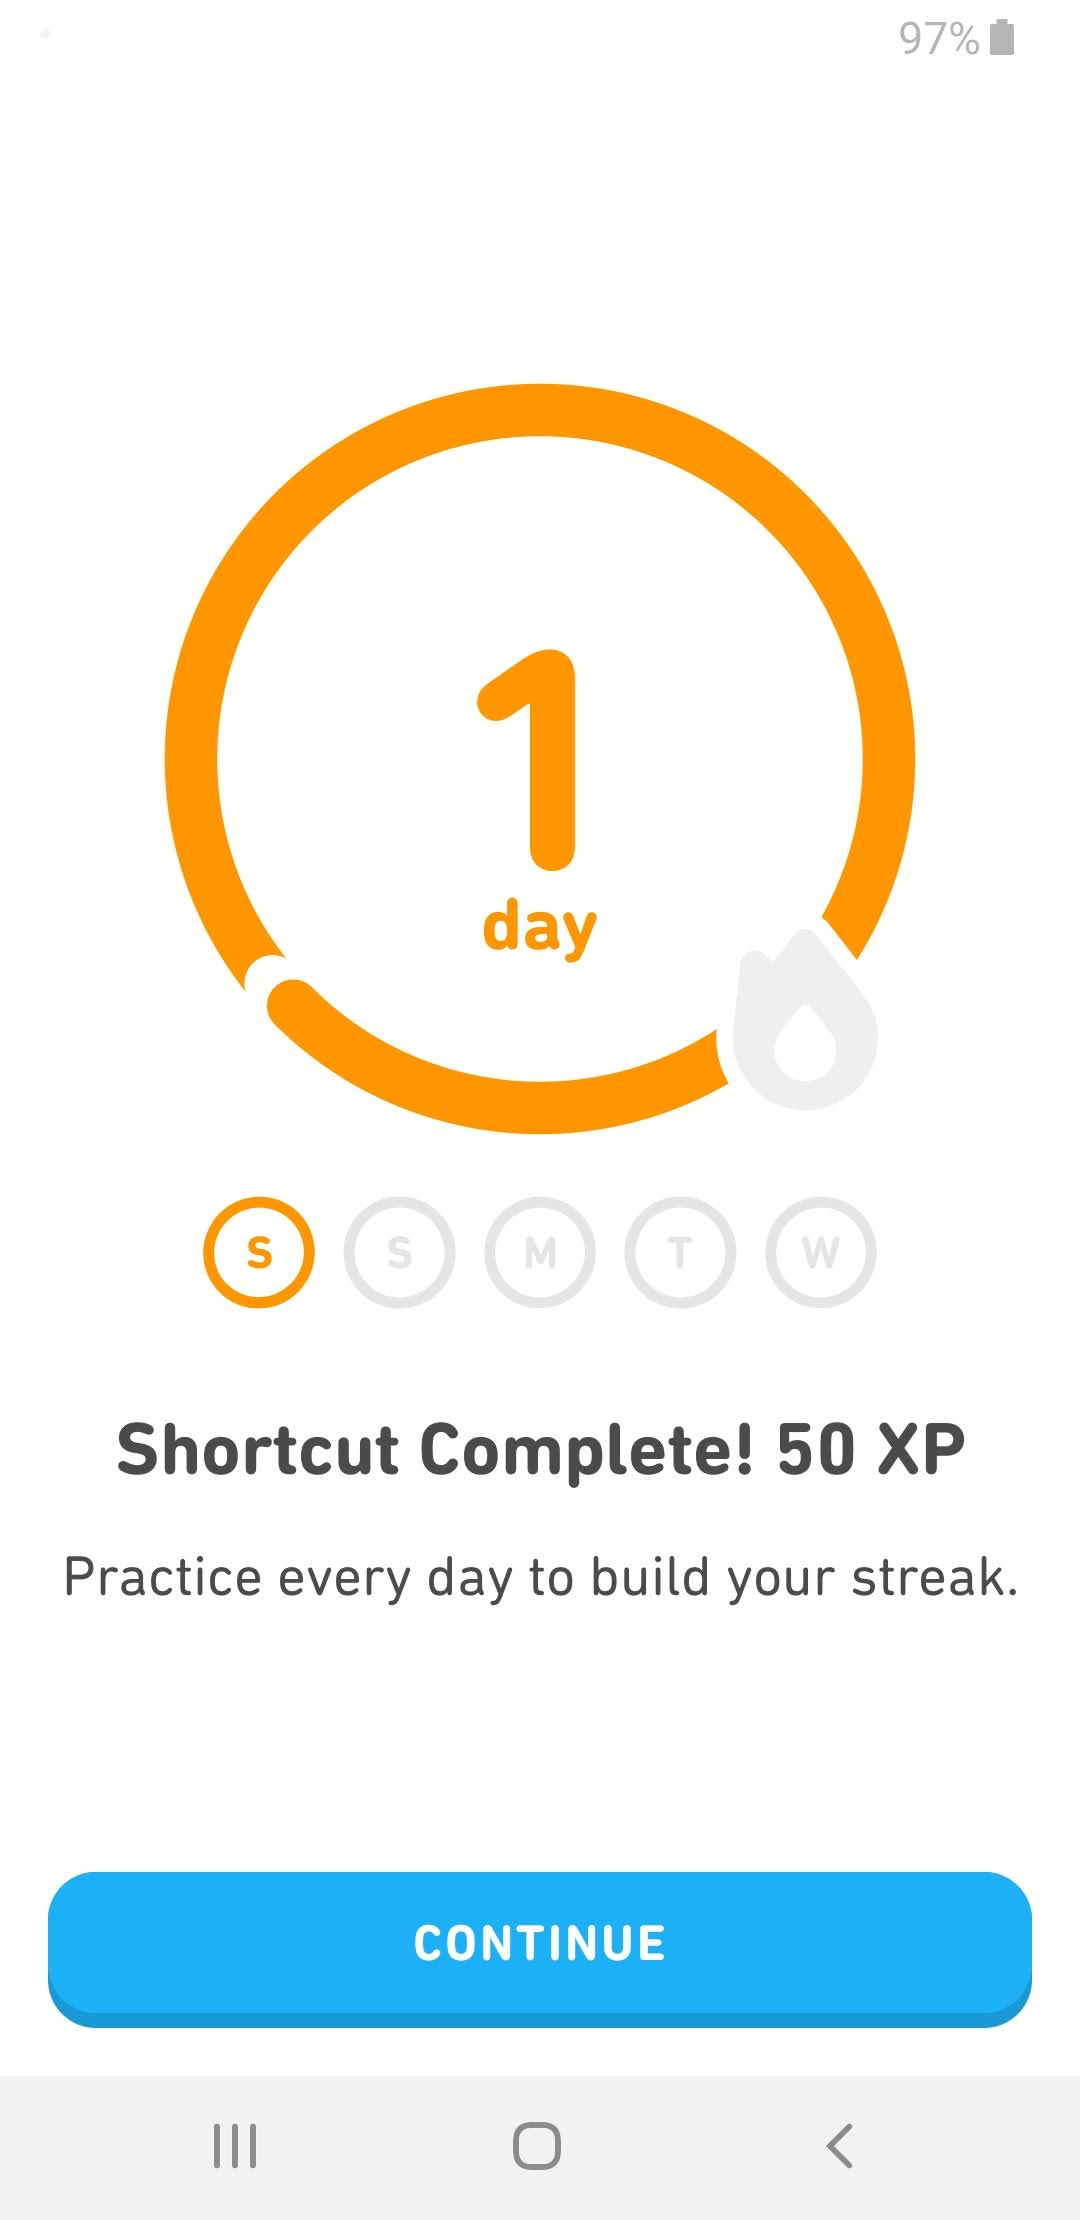 97%
1
day
S S M T W
Shortcut Complete! 50 XP
Practice every day to build your streak.
CONTINUE